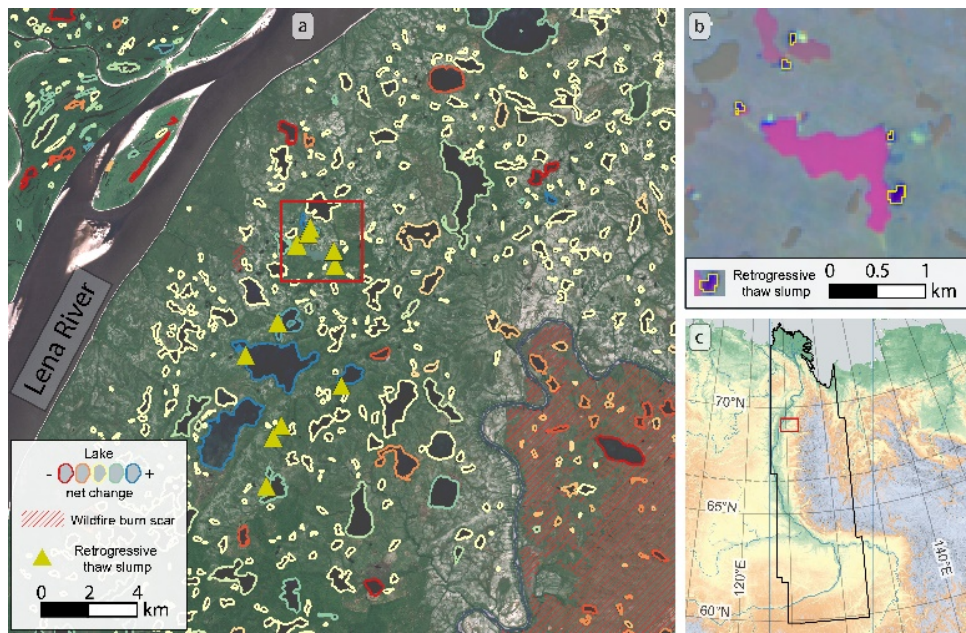 a
Lena River
Lake
- +
net change
Wildfire burn scar
Retrogressive
thaw slump
0 2 4
km
b
Retrogressive
thaw slump
0 0.5 1
km
c
70°N
65°N
120°E
140°E
60°N